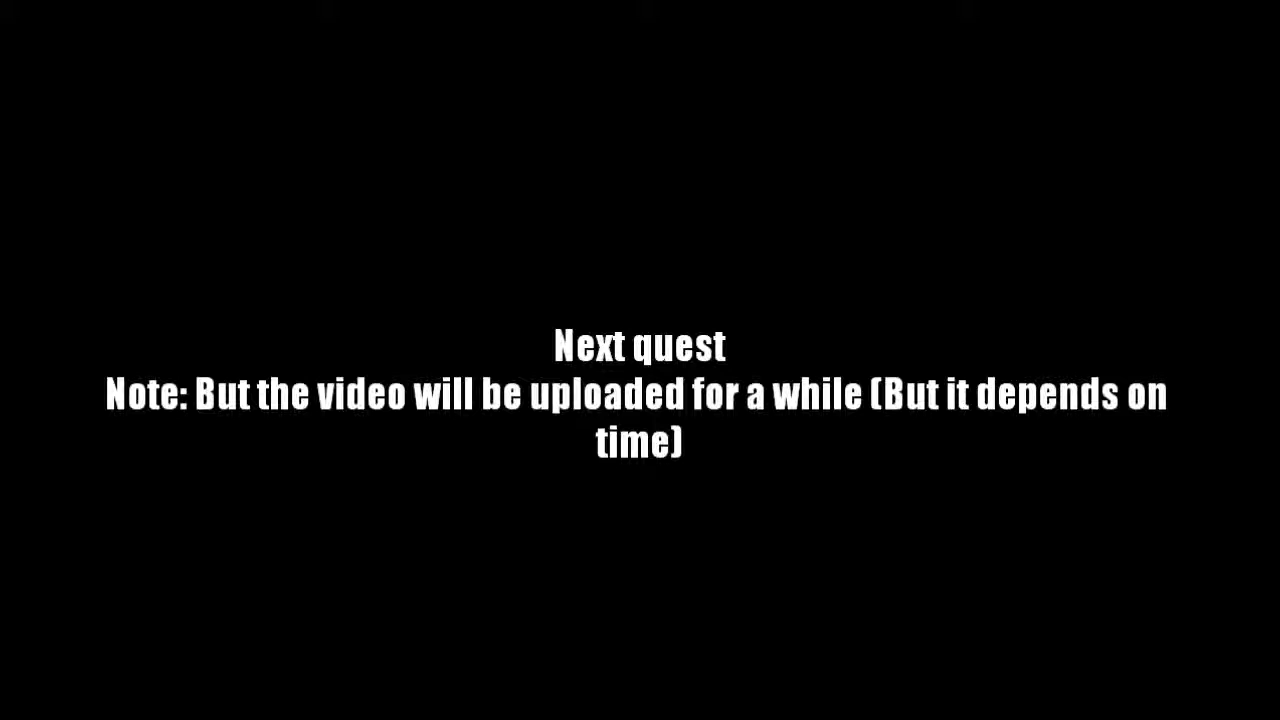 Next quest
Note: But the video will be uploaded for a while (But it depends on
time)